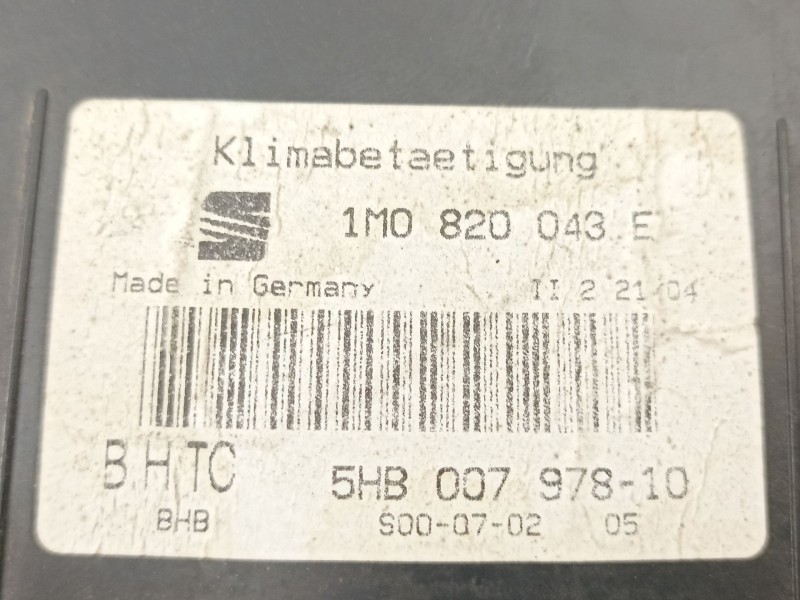 Klimabetaetigung
1M0 820 043 E
Made in Germany II 2 21/04
B.H.TC
5HB 007 978-10
BHB S00-07-02 05